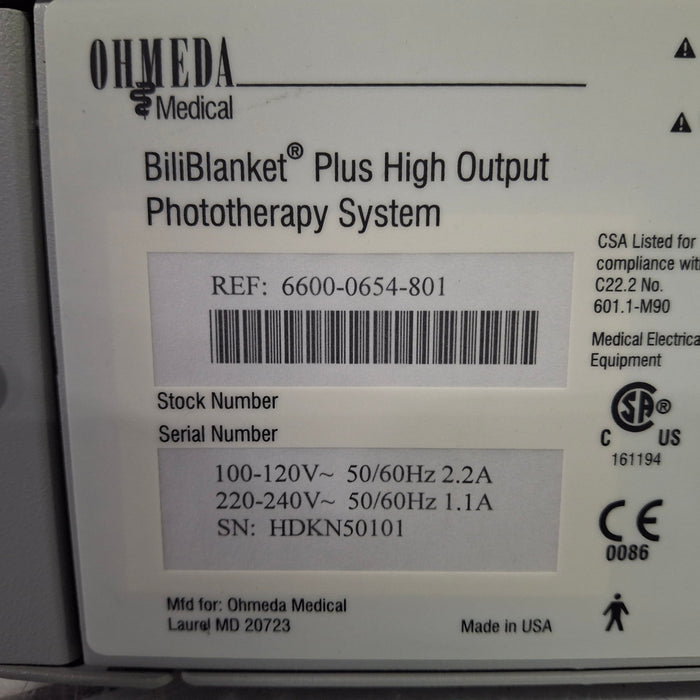 OHMEDA
Medical
BiliBlanket® Plus High Output
Phototherapy System
REF: 6600-0654-801
Stock Number
Serial Number
100-120V~ 50/60Hz 2.2A
220-240V~ 50/60Hz 1.1A
SN: HDKN50101
Mfd for: Ohmeda Medical
Laurel MD 20723
Made in USA
CSA Listed for
compliance
C22.2 No.
601.1-M90
Medical
Equipment
SA®
C US
161194
CE
0086